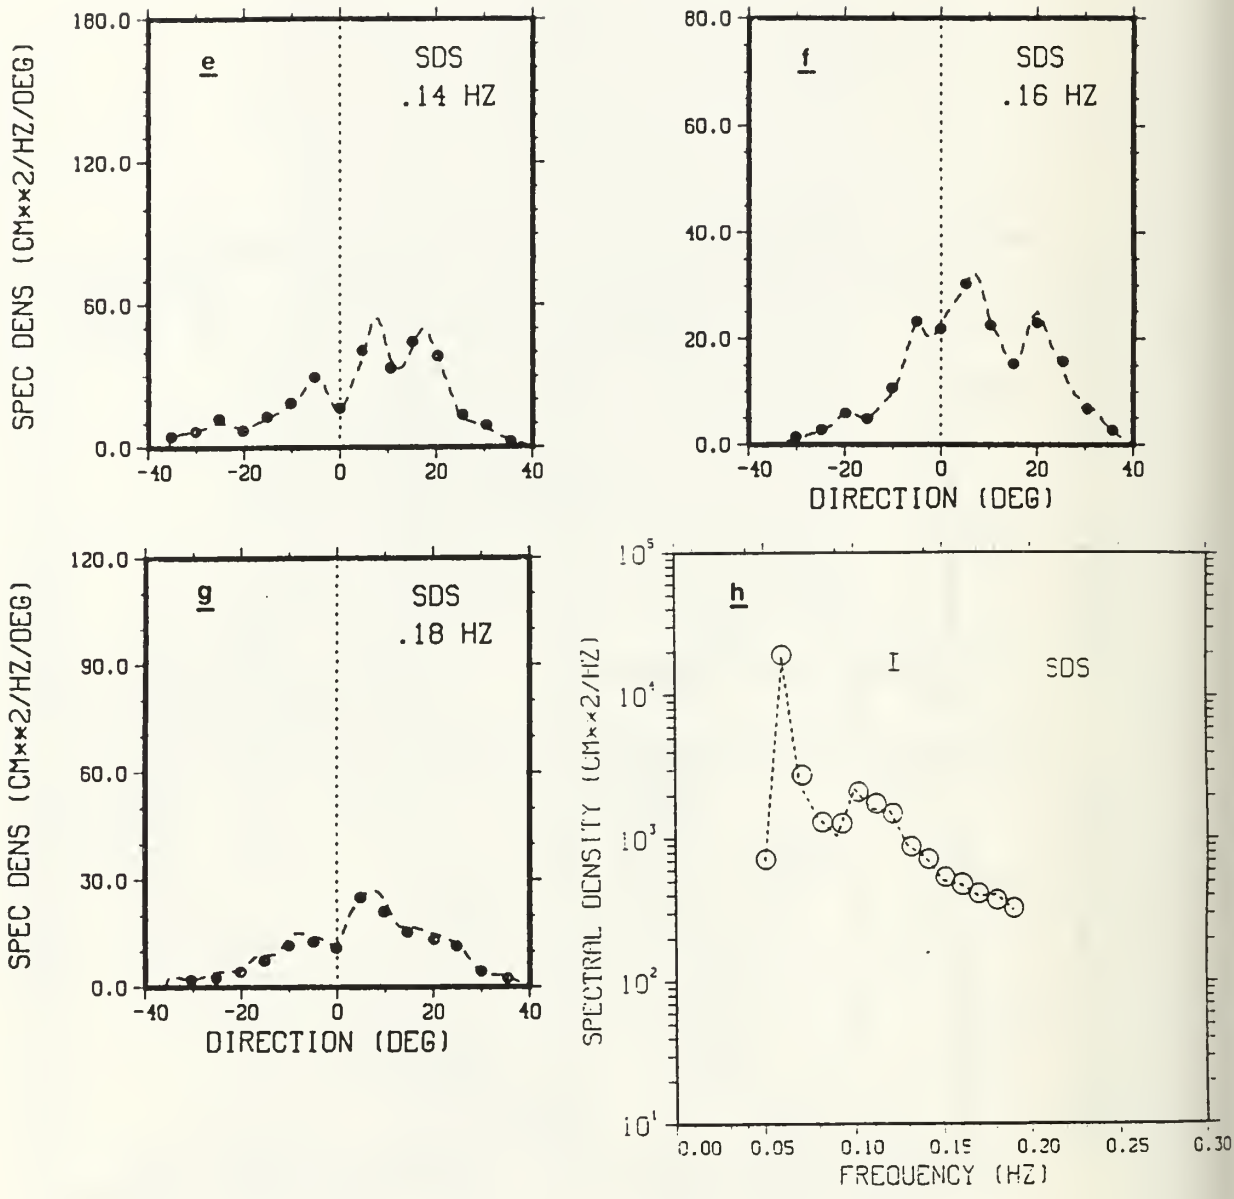 SPEC DENS (CM**2/HZ/DEG)
180.0
120.0
60.0
0.0
e
SDS
.14 HZ
-40 -20 0 20 40
80.0
60.0
40.0
20.0
0.0
f
SDS
.16 HZ
-40 -20 0 20 40
DIRECTION (DEG)
SPEC DENS (CM**2/HZ/DEG)
120.0
90.0
60.0
30.0
0.0
g
SDS
.18 HZ
-40 -20 0 20 40
DIRECTION (DEG)
SPECTRAL DENSITY (CM**2/HZ)
10⁵
10⁴
10³
10²
10¹
h
I
SDS
0.00 0.05 0.10 0.15 0.20 0.25 0.30
FREQUENCY (HZ)